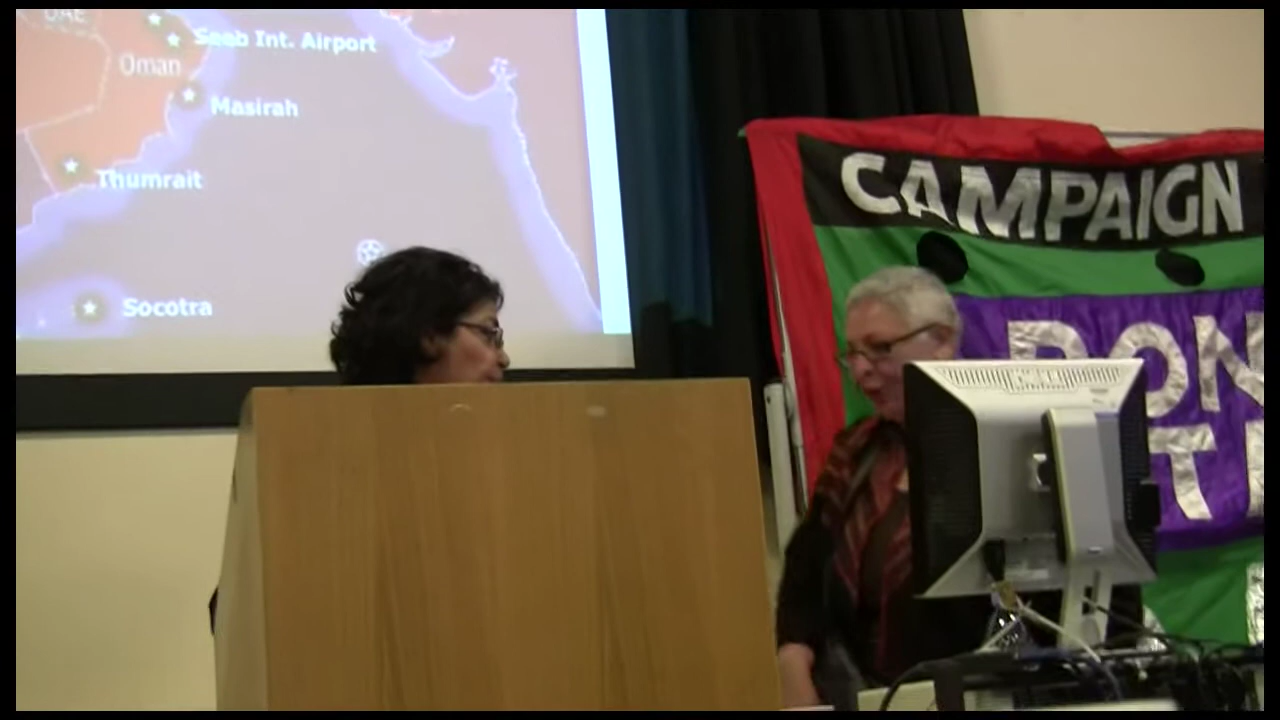 UAE
Seeb Int. Airport
Oman
Masirah
Thumrait
Socotra
CAMPAIGN